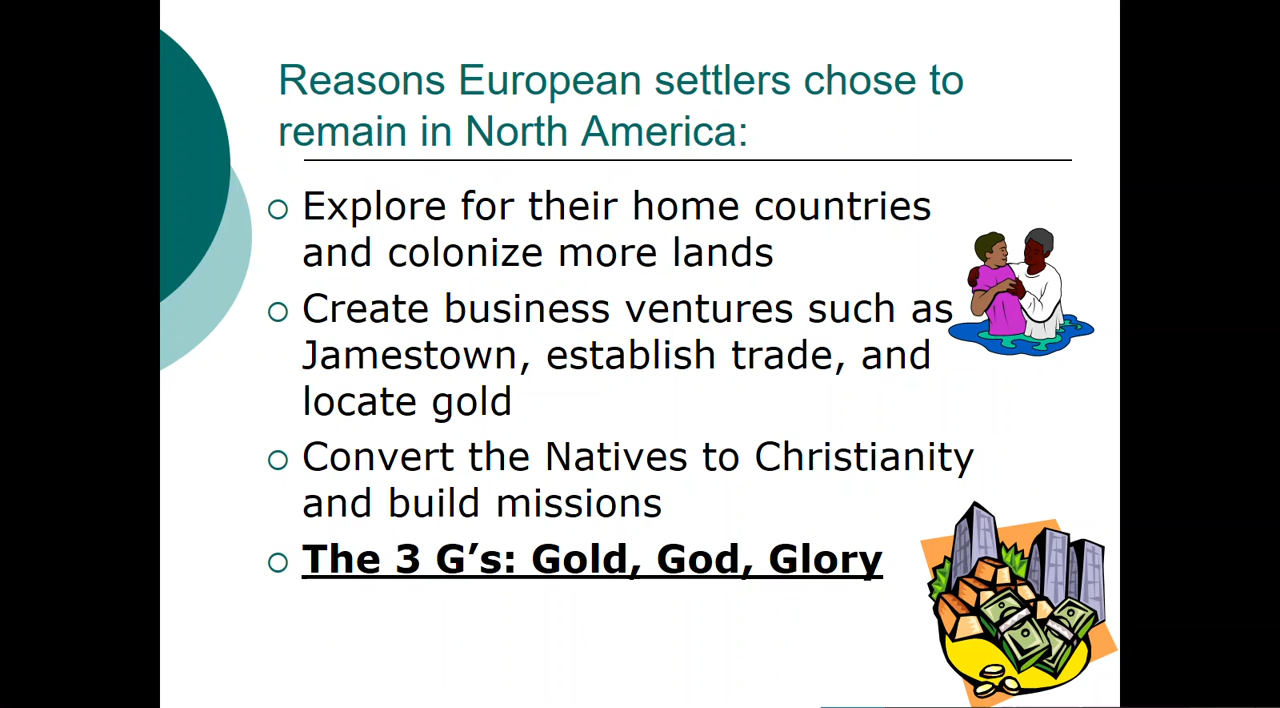 Reasons European settlers chose to
remain in North America:
Explore for their home countries
and colonize more lands
Create business ventures such as
Jamestown, establish trade, and
locate gold
Convert the Natives to Christianity
and build missions
The 3 G’s: Gold, God, Glory